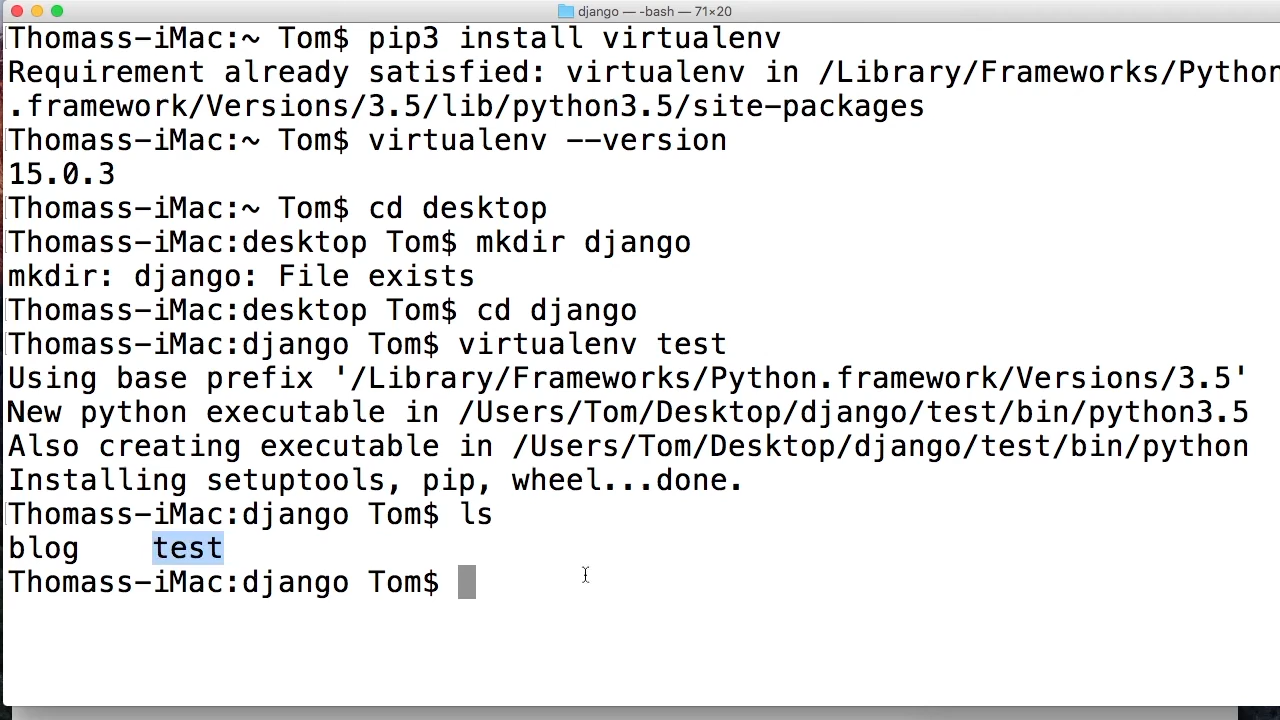 django — -bash — 71×20
Thomass-iMac:~ Tom$ pip3 install virtualenv
Requirement already satisfied: virtualenv in /Library/Frameworks/Python
.framework/Versions/3.5/lib/python3.5/site-packages
Thomass-iMac:~ Tom$ virtualenv --version
15.0.3
Thomass-iMac:~ Tom$ cd desktop
Thomass-iMac:desktop Tom$ mkdir django
mkdir: django: File exists
Thomass-iMac:desktop Tom$ cd django
Thomass-iMac:django Tom$ virtualenv test
Using base prefix '/Library/Frameworks/Python.framework/Versions/3.5'
New python executable in /Users/Tom/Desktop/django/test/bin/python3.5
Also creating executable in /Users/Tom/Desktop/django/test/bin/python
Installing setuptools, pip, wheel...done.
Thomass-iMac:django Tom$ ls
blog    test
Thomass-iMac:django Tom$